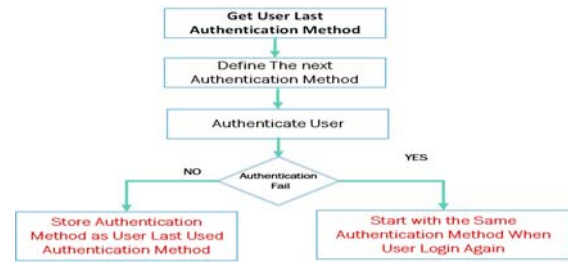 Get User Last
Authentication Method
Define The next
Authentication Method
Authenticate User
NO
Authentication
Fail
YES
Store Authentication
Method as User Last Used
Authentication Method
Start with the Same
Authentication Method When
User Login Again